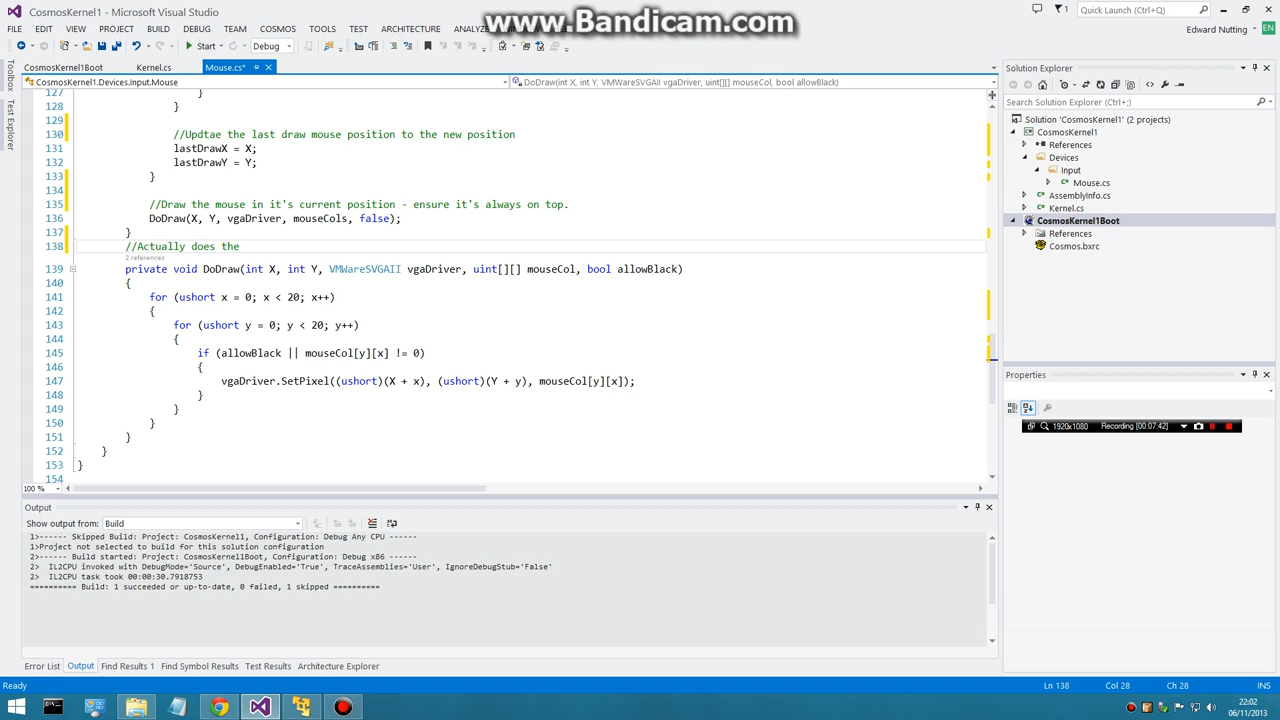 www.Bandicam.com
CosmosKernel1 - Microsoft Visual Studio
Quick Launch (Ctrl+Q)
FILE EDIT VIEW PROJECT BUILD DEBUG TEAM COSMOS TOOLS TEST ARCHITECTURE ANALYZE
Edward Nutting EN
Start Debug
Toolbox
Test Explorer
CosmosKernel1Boot Kernel.cs Mouse.cs*
CosmosKernel1.Devices.Input.Mouse DoDraw(int X, int Y, VMWareSVGAII vgaDriver, uint[][] mouseCol, bool allowBlack)
127 }
128 }
129
130 //Updtae the last draw mouse position to the new position
131 lastDrawX = X;
132 lastDrawY = Y;
133 }
134
135 //Draw the mouse in it's current position - ensure it's always on top.
136 DoDraw(X, Y, vgaDriver, mouseCols, false);
137 }
138 //Actually does the
2 references
139 private void DoDraw(int X, int Y, VMWareSVGAII vgaDriver, uint[][] mouseCol, bool allowBlack)
140 {
141 for (ushort x = 0; x < 20; x++)
142 {
143 for (ushort y = 0; y < 20; y++)
144 {
145 if (allowBlack || mouseCol[y][x] != 0)
146 {
147 vgaDriver.SetPixel((ushort)(X + x), (ushort)(Y + y), mouseCol[y][x]);
148 }
149 }
150 }
151 }
152 }
153 }
154
100 %
Solution Explorer
Search Solution Explorer (Ctrl+;)
Solution 'CosmosKernel1' (2 projects)
CosmosKernel1
References
Devices
Input
Mouse.cs
AssemblyInfo.cs
Kernel.cs
CosmosKernel1Boot
References
Cosmos.bxrc
Properties
1920x1080 Recording [00:07:42]
Output
Show output from: Build
1>------ Skipped Build: Project: CosmosKernel1, Configuration: Debug Any CPU ------
1>Project not selected to build for this solution configuration
2>------ Build started: Project: CosmosKernel1Boot, Configuration: Debug x86 ------
2> IL2CPU invoked with DebugMode='Source', DebugEnabled='True', TraceAssemblies='User', IgnoreDebugStub='False'
2> IL2CPU task took 00:00:30.7918753
========== Build: 1 succeeded or up-to-date, 0 failed, 1 skipped ==========
Error List Output Find Results 1 Find Symbol Results Test Results Architecture Explorer
Ready Ln 138 Col 28 Ch 28 INS
22:02
06/11/2013